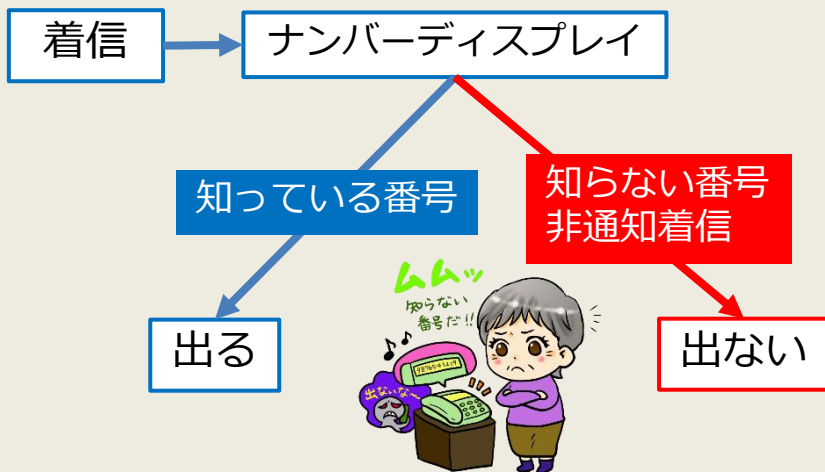 着信
ナンバーディスプレイ
知っている番号
知らない番号
非通知着信
ムムッ
知らない
番号だ!!
出る
出ない
出ないな～